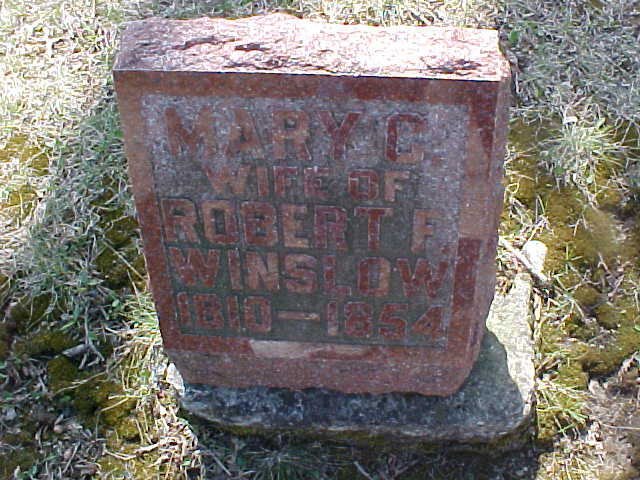 MARY C.
WIFE OF
ROBERT F.
WINSLOW
1810—1854